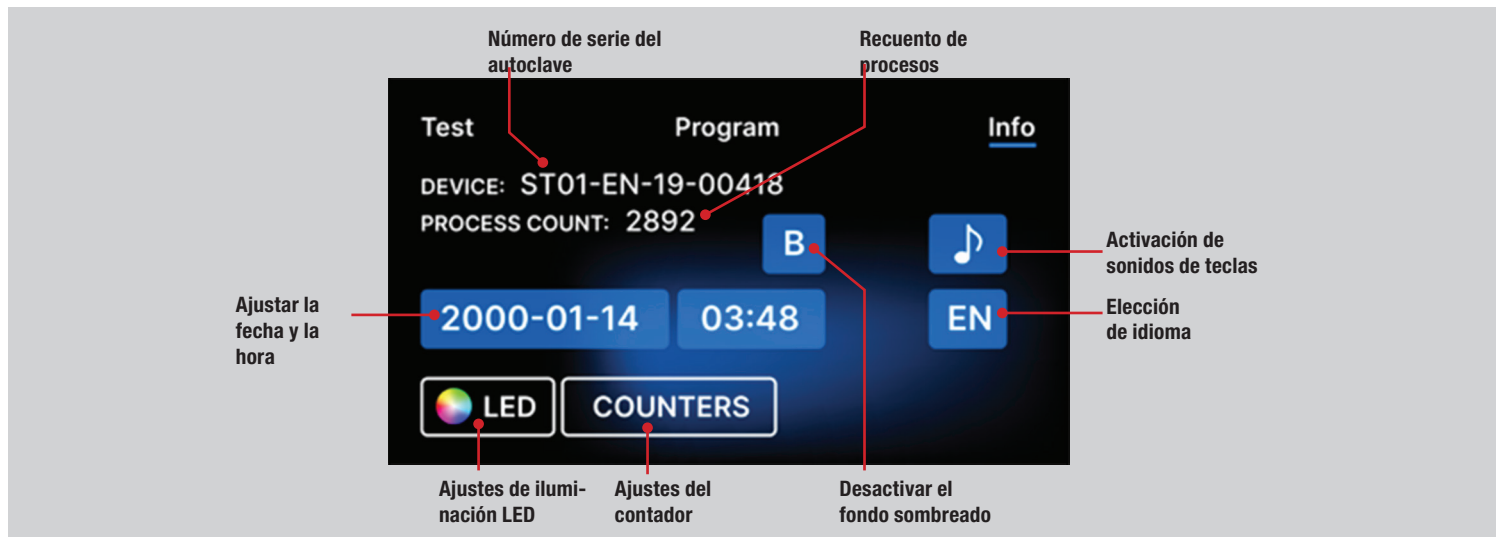 Número de serie del
autoclave
Recuento de
procesos
Test Program Info
DEVICE: ST01-EN-19-00418
PROCESS COUNT: 2892
B
Activación de
sonidos de teclas
Ajustar la
fecha y la
hora
2000-01-14 03:48 EN
Elección
de idioma
LED COUNTERS
Ajustes de ilumi-
nación LED
Ajustes del
contador
Desactivar el
fondo sombreado